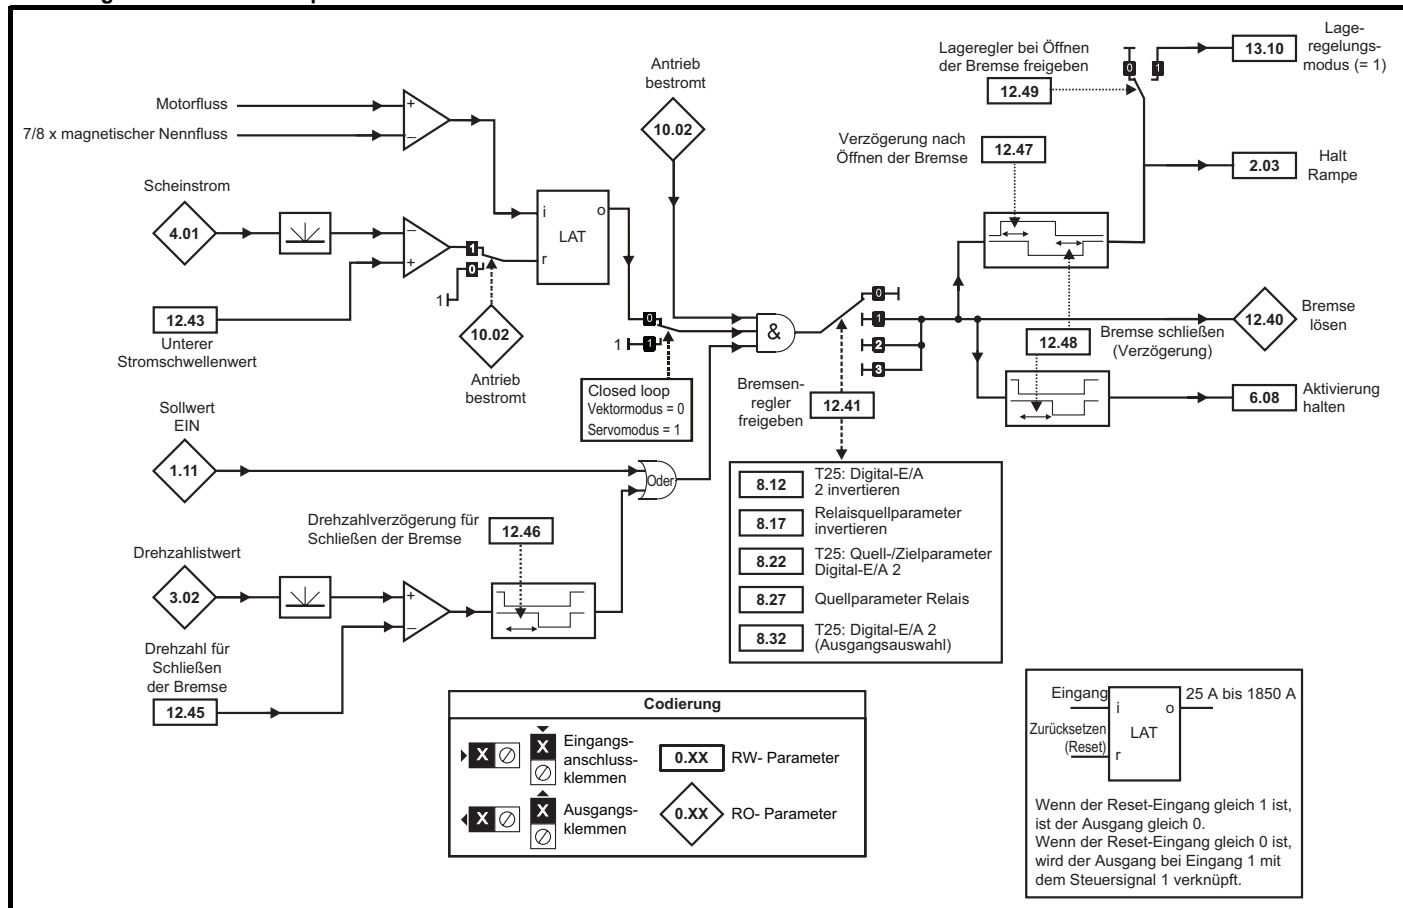 Motorfluss
7/8 x magnetischer Nennfluss
+
–
Scheinstrom
4.01
–
+
12.43
Unterer
Stromschwellenwert
1
0
1
10.02
Antrieb
bestromt
i
o
LAT
r
Antrieb
bestromt
10.02
0
1
1
Closed loop
Vektormodus = 0
Servomodus = 1
&
Sollwert
EIN
1.11
Oder
Drehzahlistwert
3.02
+
–
Drehzahl für
Schließen
der Bremse
12.45
Drehzahlverzögerung für
Schließen der Bremse
12.46
0
1
2
3
Bremsen-
regler
freigeben
12.41
8.12
T25: Digital-E/A
2 invertieren
8.17
Relaisquellparameter
invertieren
8.22
T25: Quell-/Zielparameter
Digital-E/A 2
8.27
Quellparameter Relais
8.32
T25: Digital-E/A 2
(Ausgangsauswahl)
Lageregler bei Öffnen
der Bremse freigeben
12.49
0
1
13.10
Lage-
regelungs-
modus (= 1)
Verzögerung nach
Öffnen der Bremse
12.47
2.03
Halt
Rampe
12.48
Bremse schließen
(Verzögerung)
12.40
Bremse
lösen
6.08
Aktivierung
halten
Codierung
X
X
Eingangs-
anschluss-
klemmen
0.XX
RW- Parameter
X
X
Ausgangs-
klemmen
0.XX
RO- Parameter
Eingang
i
o
25 A bis 1850 A
LAT
Zurücksetzen
(Reset)
r
Wenn der Reset-Eingang gleich 1 ist,
ist der Ausgang gleich 0.
Wenn der Reset-Eingang gleich 0 ist,
wird der Ausgang bei Eingang 1 mit
dem Steuersignal 1 verknüpft.